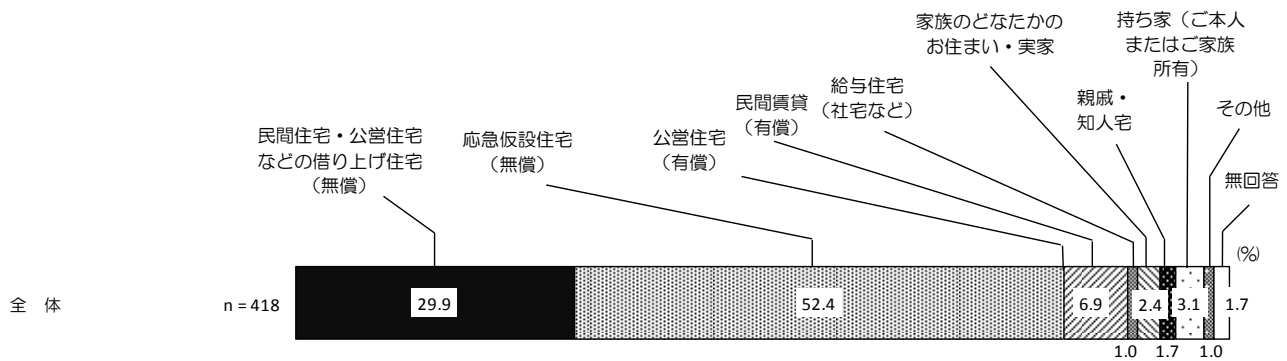 家族のどなたかの
お住まい・実家
持ち家（ご本人
またはご家族
所有）
給与住宅
（社宅など）
民間賃貸
（有償）
親戚・
知人宅
その他
民間住宅・公営住宅
などの借り上げ住宅
（無償）
応急仮設住宅
（無償）
公営住宅
（有償）
無回答
(%)
全　体
n = 418
29.9
52.4
6.9
2.4
3.1
1.7
1.0
1.7
1.0